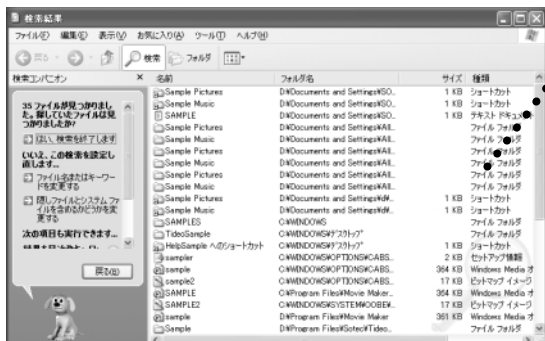 検索結果
ファイル(F) 編集(E) 表示(V) お気に入り(A) ツール(T) ヘルプ(H)
戻る 検索 フォルダ
検索コンパニオン × 名前 フォルダ名 サイズ 種類
35 ファイルが見つかりまし
た。探していたファイルは見
つかりましたか?
はい、検索を終了します
いいえ、この検索を設定し
直します...
ファイル名またはキーワー
ドを変更する
隠しファイルとシステム ファ
イルを含めるかどうかを変
更する
次の項目も実行できます...
戻る(B)
Sample Pictures D:¥Documents and Settings¥SO... 1 KB ショートカット
Sample Music D:¥Documents and Settings¥SO... 1 KB ショートカット
SAMPLE D:¥Documents and Settings¥SO... 1 KB テキスト ドキュメント
Sample Pictures D:¥Documents and Settings¥All... ファイル フォルダ
Sample Music D:¥Documents and Settings¥All... ファイル フォルダ
Sample Pictures D:¥Documents and Settings¥All... ファイル フォルダ
Sample Music D:¥Documents and Settings¥All... ファイル フォルダ
Sample Pictures D:¥Documents and Settings¥d¥... 1 KB ショートカット
Sample Music D:¥Documents and Settings¥d¥... 1 KB ショートカット
SAMPLES C:¥WINDOWS ファイル フォルダ
TideoSample C:¥WINDOWS¥デスクトップ ファイル フォルダ
HelpSample へのショートカット C:¥WINDOWS¥デスクトップ 1 KB ショートカット
sampler C:¥WINDOWS¥OPTIONS¥CABS... 2 KB セットアップ情報
sample C:¥WINDOWS¥OPTIONS¥CABS... 364 KB Windows Media オ
sample2 C:¥WINDOWS¥OPTIONS¥CABS... 17 KB ビットマップ イメージ
SAMPLE C:¥Program Files¥Movie Maker... 364 KB Windows Media オ
SAMPLE2 C:¥WINDOWS¥SYSTEM¥OOBE¥... 17 KB ビットマップ イメージ
sample D:¥Program Files¥Movie Maker 361 KB Windows Media オ
Sample D:¥Program Files¥Sotec¥Tideo... ファイル フォルダ